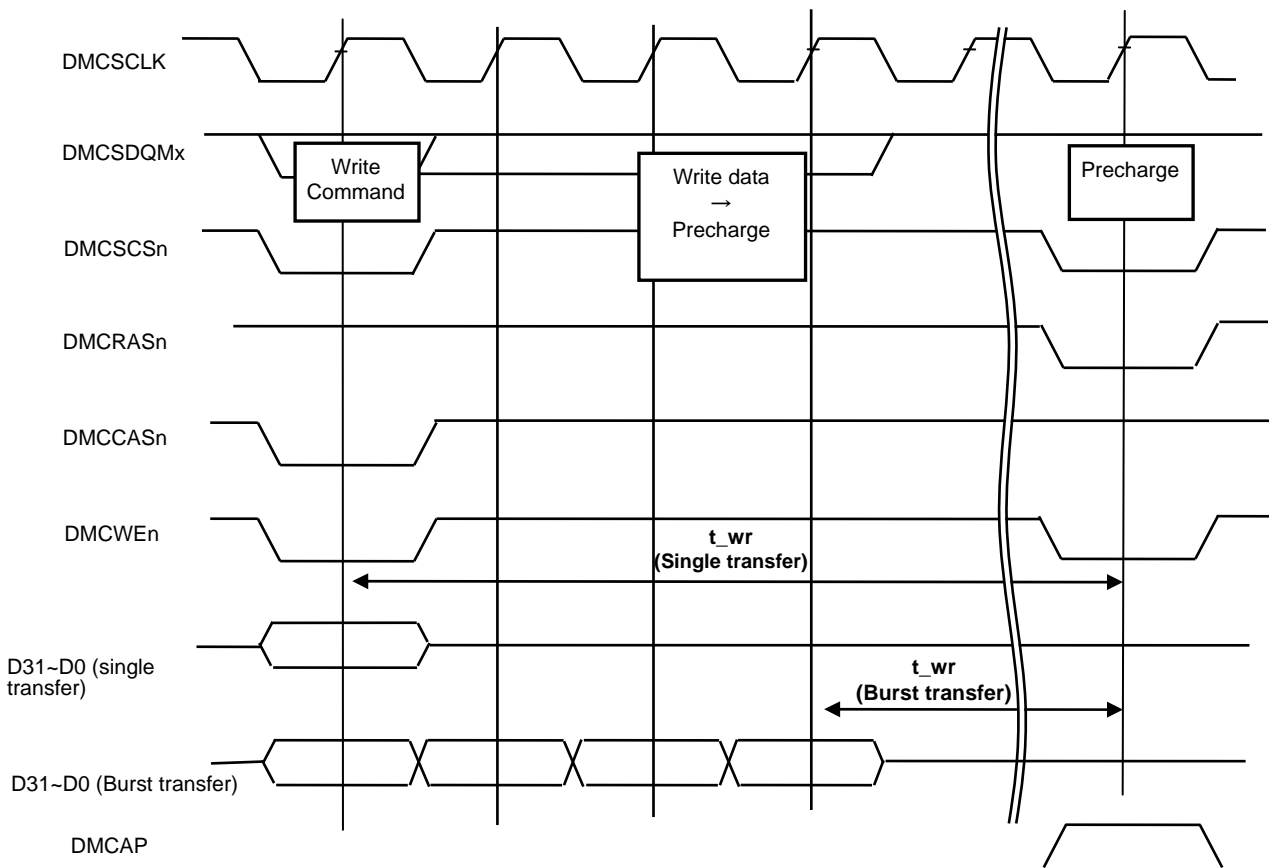 DMCSCLK
DMCSDQMx
Write
Command
Write data
→
Precharge
Precharge
DMCSCSn
DMCRASn
DMCCASn
DMCWEn
t_wr
(Single transfer)
D31~D0 (single
transfer)
t_wr
(Burst transfer)
D31~D0 (Burst transfer)
DMCAP